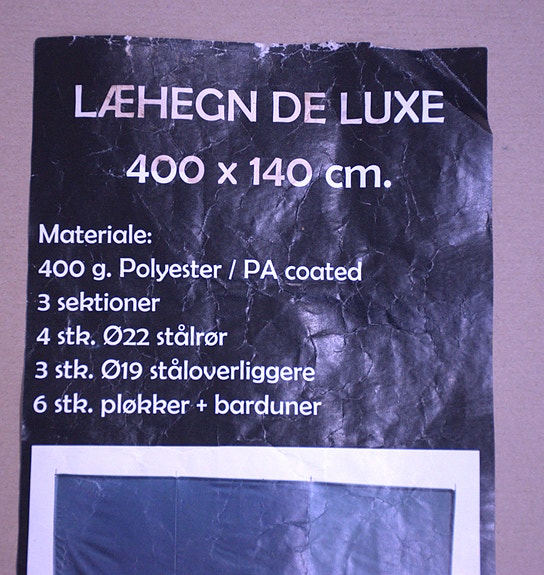 LÆHEGN DE LUXE
400 x 140 cm.
Materiale:
400 g. Polyester / PA coated
3 sektioner
4 stk. Ø22 stålrør
3 stk. Ø19 ståloverliggere
6 stk. pløkker + barduner